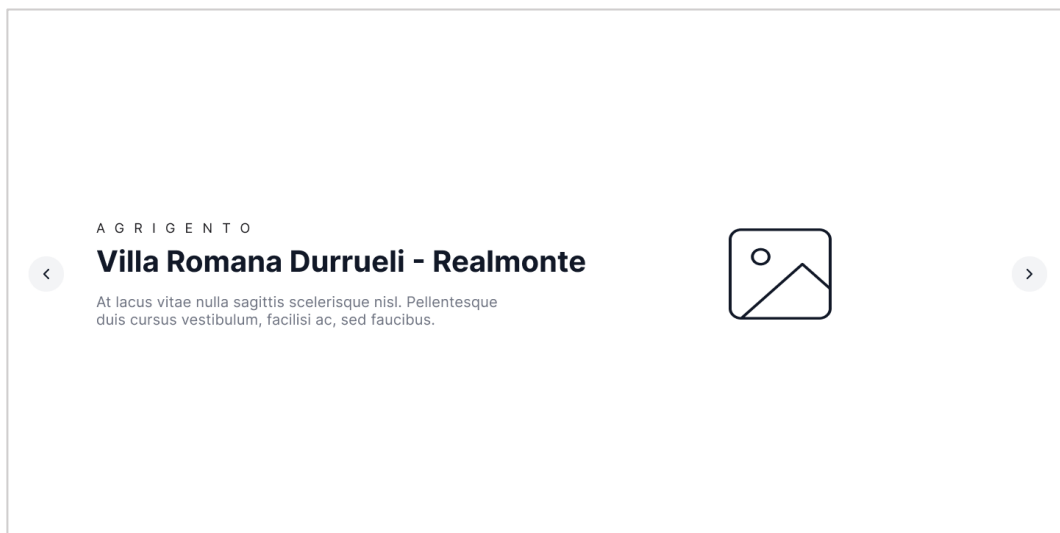 AGRIGENTO
Villa Romana Durrueli - Realmonte
At lacus vitae nulla sagittis scelerisque nisl. Pellentesque
duis cursus vestibulum, facilisi ac, sed faucibus.